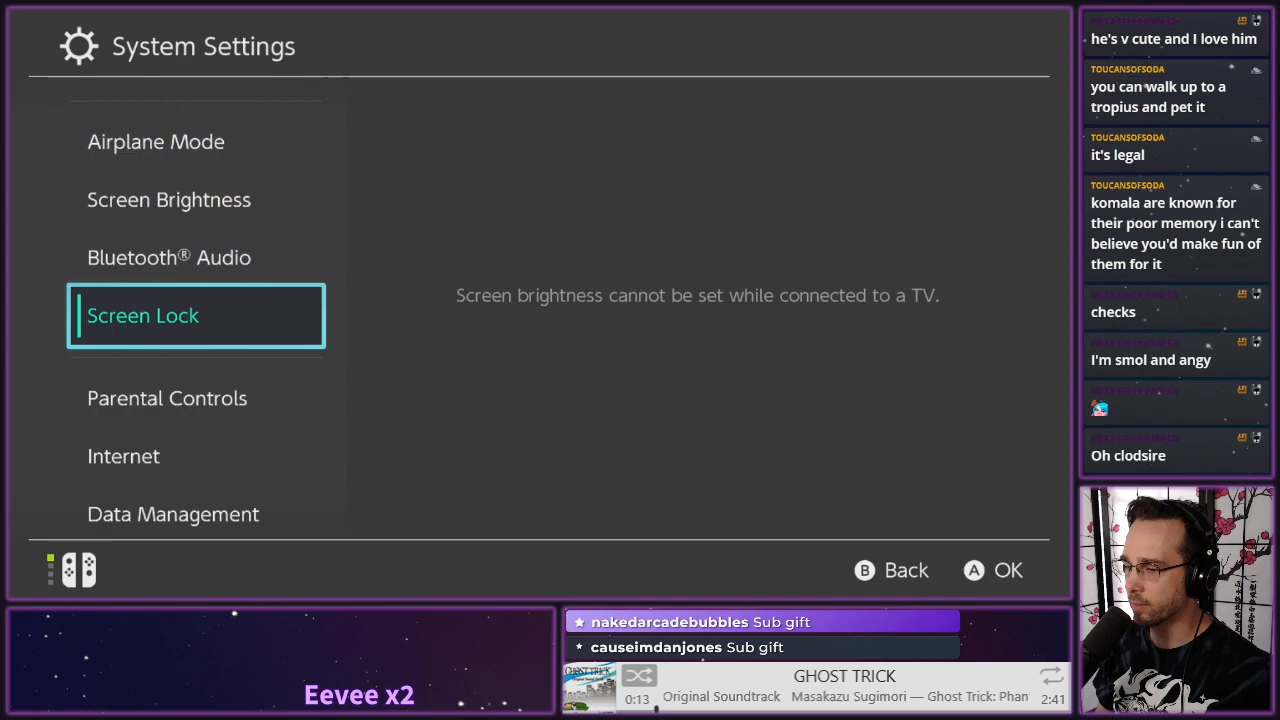 System Settings
Airplane Mode
Screen Brightness
Bluetooth® Audio
Screen Lock
Parental Controls
Internet
Data Management
Screen brightness cannot be set while connected to a TV.
B Back
A OK
he's v cute and I love him
TOUCANSOFSODA
you can walk up to a
tropius and pet it
TOUCANSOFSODA
it's legal
TOUCANSOFSODA
komala are known for
their poor memory i can't
believe you'd make fun of
them for it
checks
I'm smol and angy
Oh clodsire
Eevee x2
nakedarcadebubbles Sub gift
causeimdanjones Sub gift
GHOST TRICK
GHOST TRICK
0:13
Original Soundtrack Masakazu Sugimori — Ghost Trick: Phan
2:41